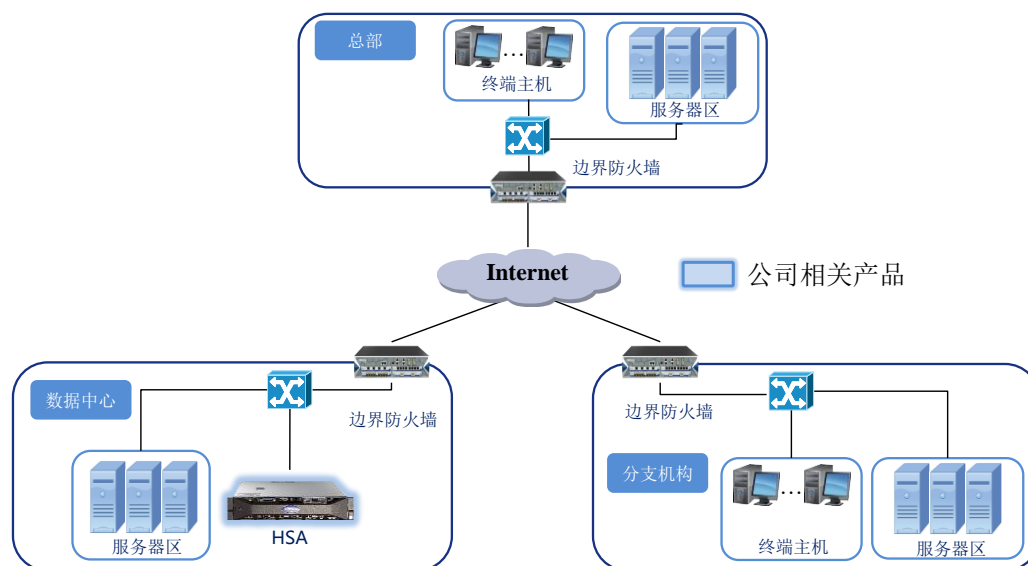 总部
…
终端主机
服务器区
边界防火墙
Internet
公司相关产品
数据中心
边界防火墙
服务器区
HSA
边界防火墙
分支机构
…
终端主机
服务器区